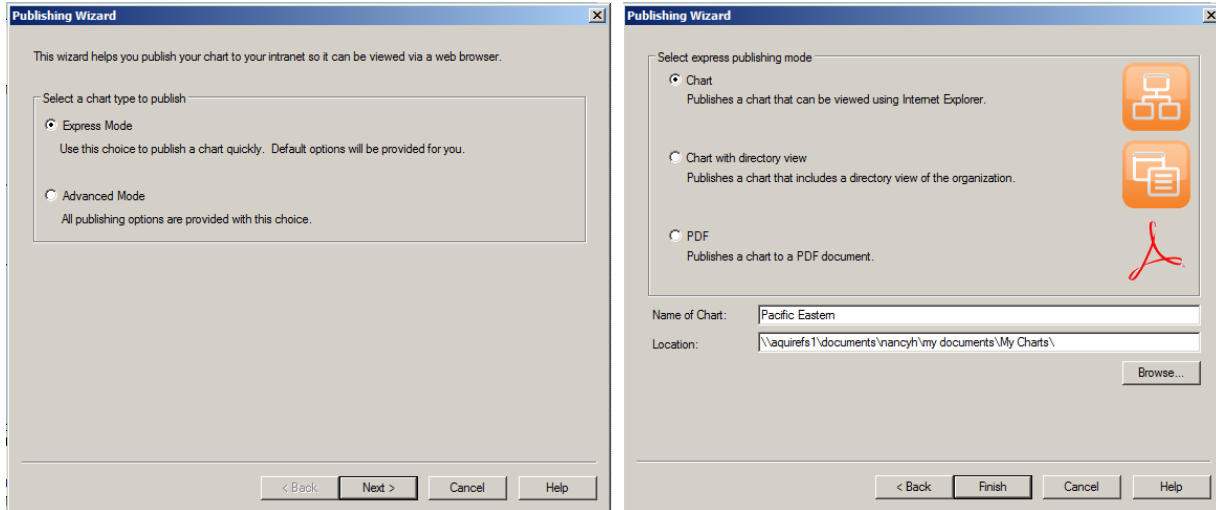 Publishing Wizard
This wizard helps you publish your chart to your intranet so it can be viewed via a web browser.
Select a chart type to publish
Express Mode
Use this choice to publish a chart quickly. Default options will be provided for you.
Advanced Mode
All publishing options are provided with this choice.
< Back
Next >
Cancel
Help
Publishing Wizard
Select express publishing mode
Chart
Publishes a chart that can be viewed using Internet Explorer.
Chart with directory view
Publishes a chart that includes a directory view of the organization.
PDF
Publishes a chart to a PDF document.
Name of Chart: Pacific Eastern
Location: \\aquirefs1\documents\nancyh\my documents\My Charts\
Browse...
< Back
Finish
Cancel
Help